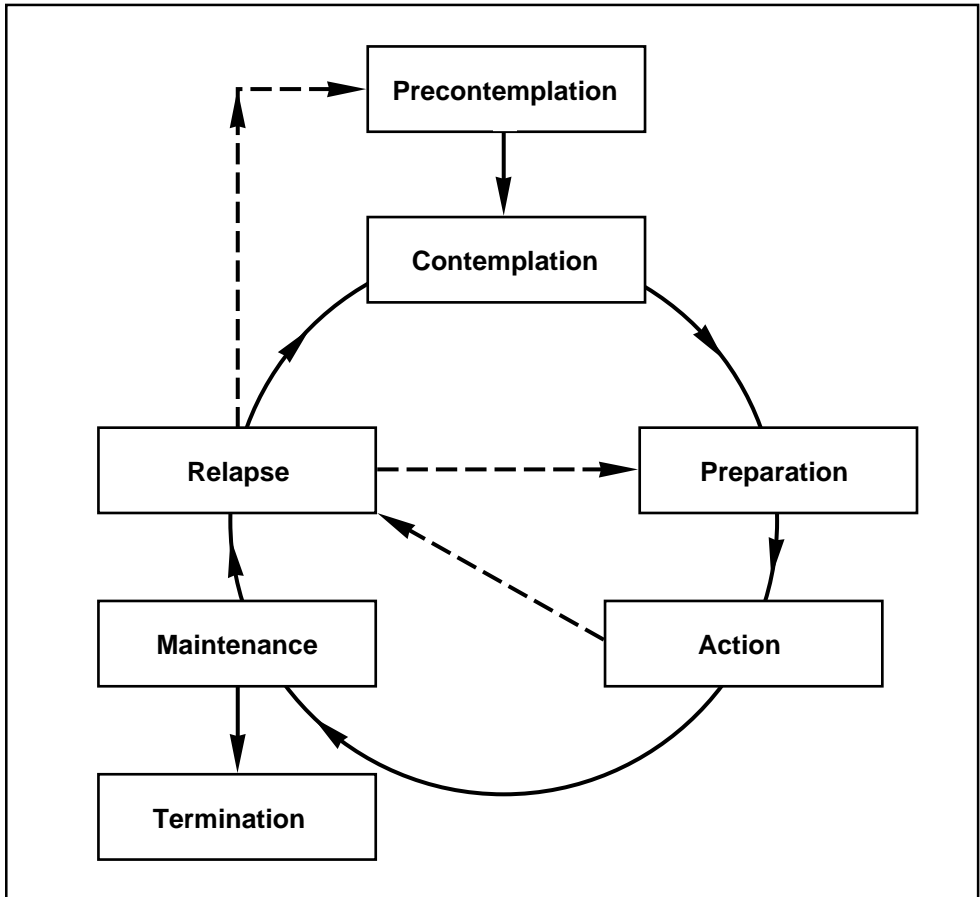 Precontemplation
Contemplation
Relapse
Preparation
Maintenance
Action
Termination